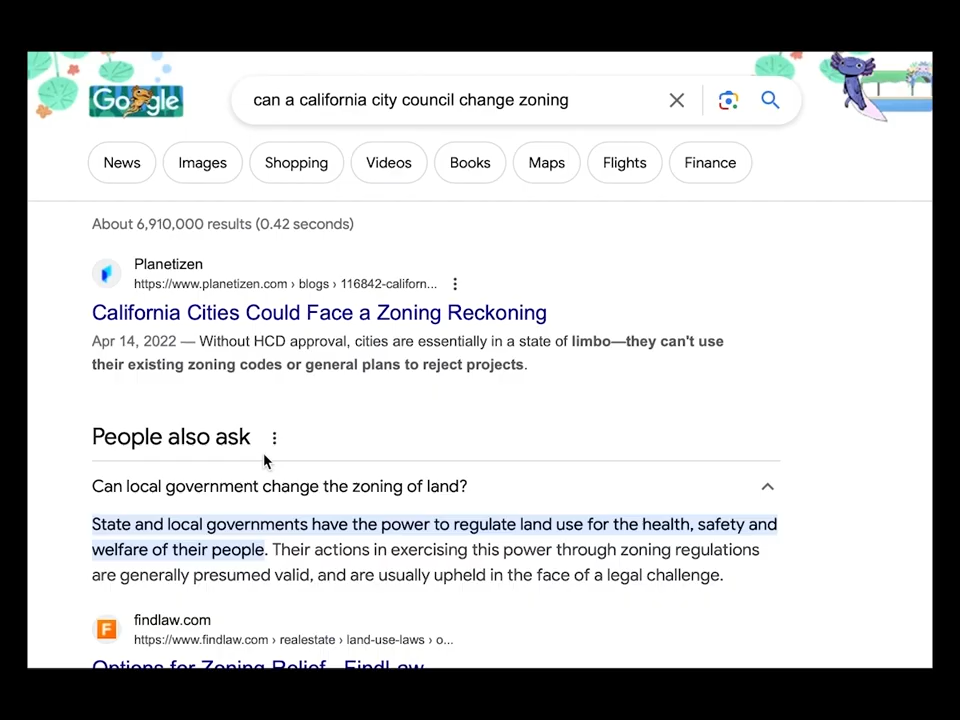 Google
can a california city council change zoning
News Images Shopping Videos Books Maps Flights Finance
About 6,910,000 results (0.42 seconds)
Planetizen
https://www.planetizen.com › blogs › 116842-californ...
California Cities Could Face a Zoning Reckoning
Apr 14, 2022 — Without HCD approval, cities are essentially in a state of limbo—they can't use
their existing zoning codes or general plans to reject projects.
People also ask
Can local government change the zoning of land?
State and local governments have the power to regulate land use for the health, safety and
welfare of their people. Their actions in exercising this power through zoning regulations
are generally presumed valid, and are usually upheld in the face of a legal challenge.
F
findlaw.com
https://www.findlaw.com › realestate › land-use-laws › o...
Options for Zoning Relief - FindLaw